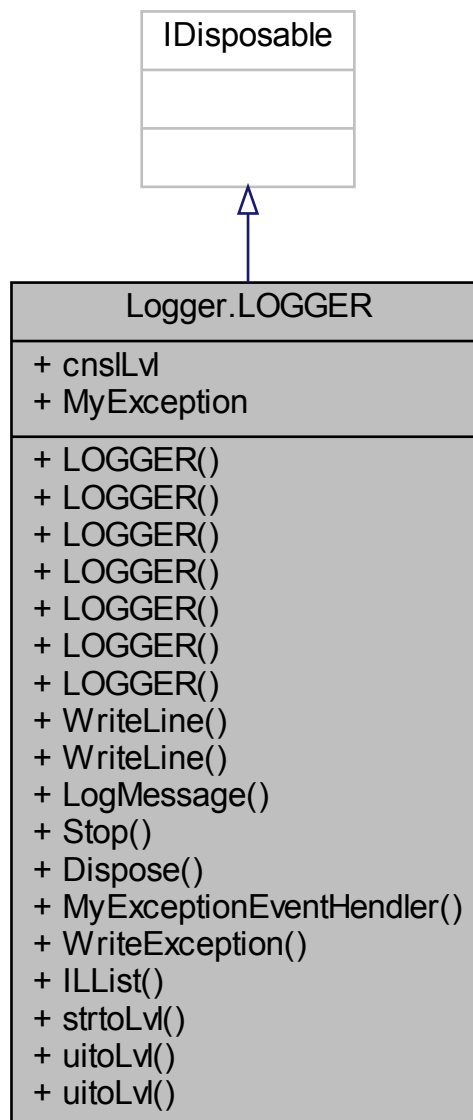 IDisposable
Logger.LOGGER
+ cnslLvl
+ MyException
+ LOGGER()
+ LOGGER()
+ LOGGER()
+ LOGGER()
+ LOGGER()
+ LOGGER()
+ LOGGER()
+ WriteLine()
+ WriteLine()
+ LogMessage()
+ Stop()
+ Dispose()
+ MyExceptionEventHendler()
+ WriteException()
+ ILList()
+ strtoLvl()
+ uitoLvl()
+ uitoLvl()